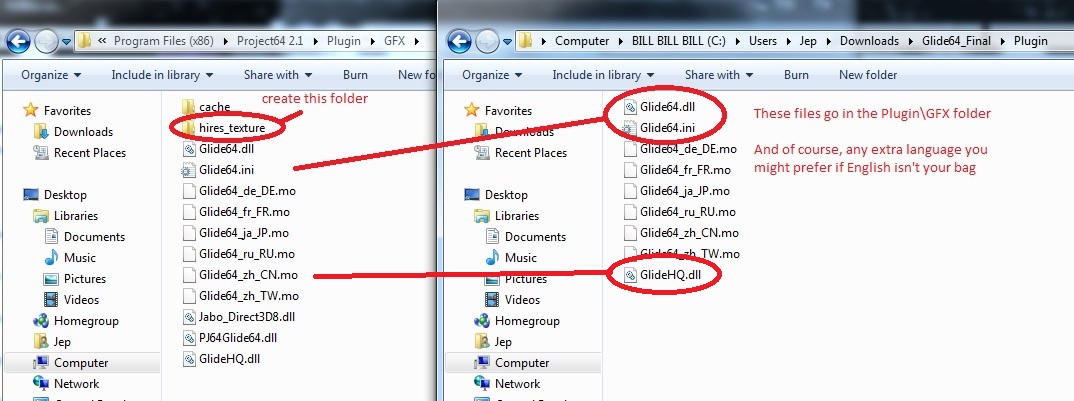 « Program Files (x86) ▸ Project64 2.1 ▸ Plugin ▸ GFX ▸
Organize Include in library Share with Burn New fo
Favorites
Downloads
Recent Places
Desktop
Libraries
Documents
Music
Pictures
Videos
Homegroup
Jep
Computer
Network
create this folder
cache
hires_texture
Glide64.dll
Glide64.ini
Glide64_de_DE.mo
Glide64_fr_FR.mo
Glide64_ja_JP.mo
Glide64_ru_RU.mo
Glide64_zh_CN.mo
Glide64_zh_TW.mo
Jabo_Direct3D8.dll
PJ64Glide64.dll
GlideHQ.dll
Computer ▸ BILL BILL BILL (C:) ▸ Users ▸ Jep ▸ Downloads ▸ Glide64_Final ▸ Plugin
Organize Include in library Share with Burn New folder
Favorites
Downloads
Recent Places
Desktop
Libraries
Documents
Music
Pictures
Videos
Homegroup
Jep
Computer
Network
Glide64.dll
Glide64.ini
Glide64_de_DE.mo
Glide64_fr_FR.mo
Glide64_ja_JP.mo
Glide64_ru_RU.mo
Glide64_zh_CN.mo
Glide64_zh_TW.mo
GlideHQ.dll
These files go in the Plugin\GFX folder
And of course, any extra language you
might prefer if English isn't your bag